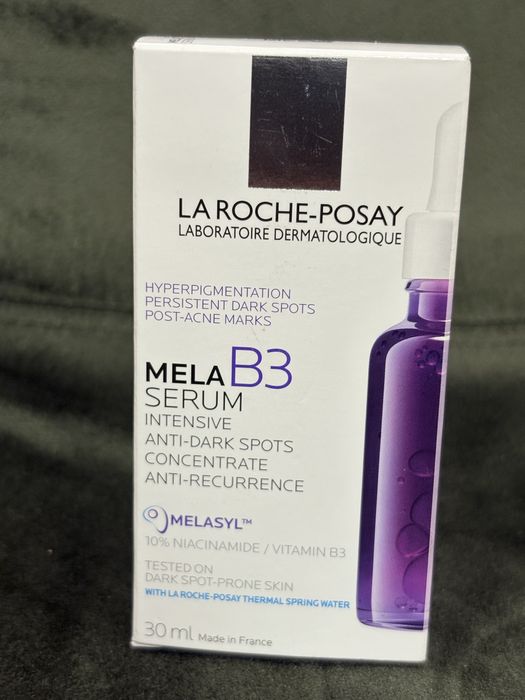 LA ROCHE-POSAY
LABORATOIRE DERMATOLOGIQUE
HYPERPIGMENTATION
PERSISTENT DARK SPOTS
POST-ACNE MARKS
MELA B3
SERUM
INTENSIVE
ANTI-DARK SPOTS
CONCENTRATE
ANTI-RECURRENCE
MELASYL™
10% NIACINAMIDE / VITAMIN B3
TESTED ON
DARK SPOT-PRONE SKIN
WITH LA ROCHE-POSAY THERMAL SPRING WATER
30 ml Made in France